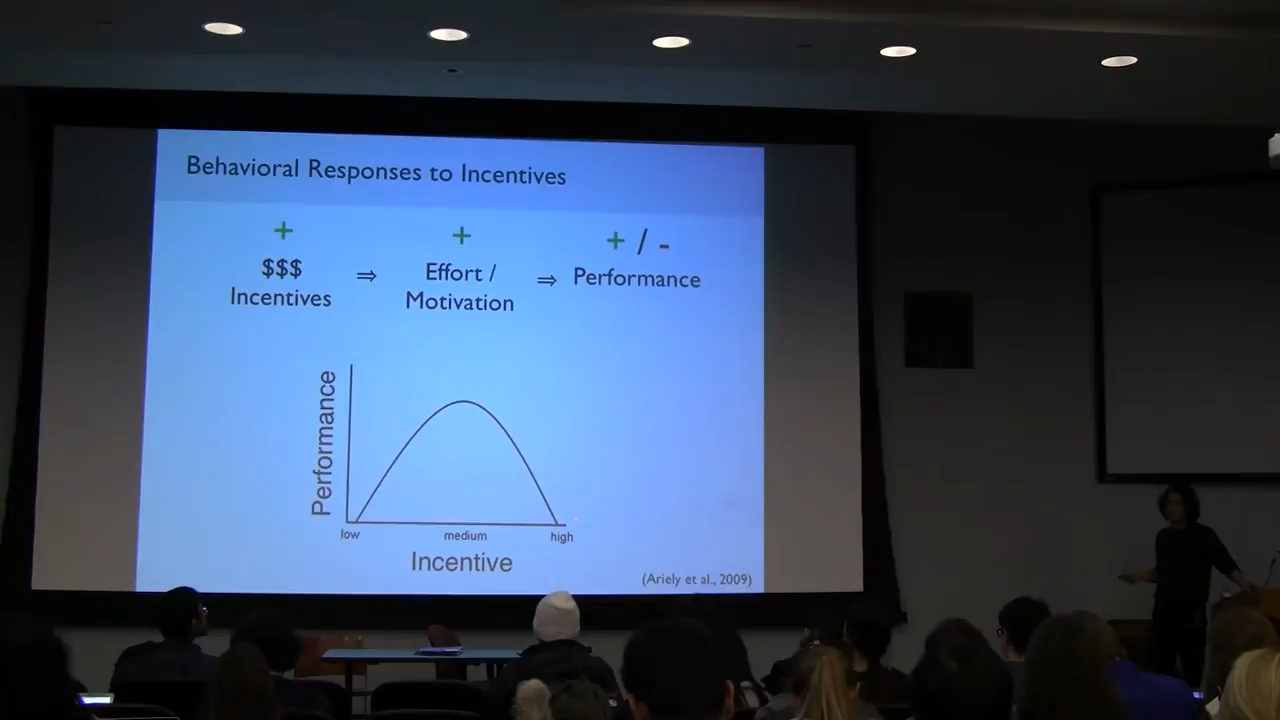 Behavioral Responses to Incentives
+ + + / -
$$$ ⇒ Effort / ⇒ Performance
Incentives Motivation
Performance
low medium high
Incentive
(Ariely et al., 2009)